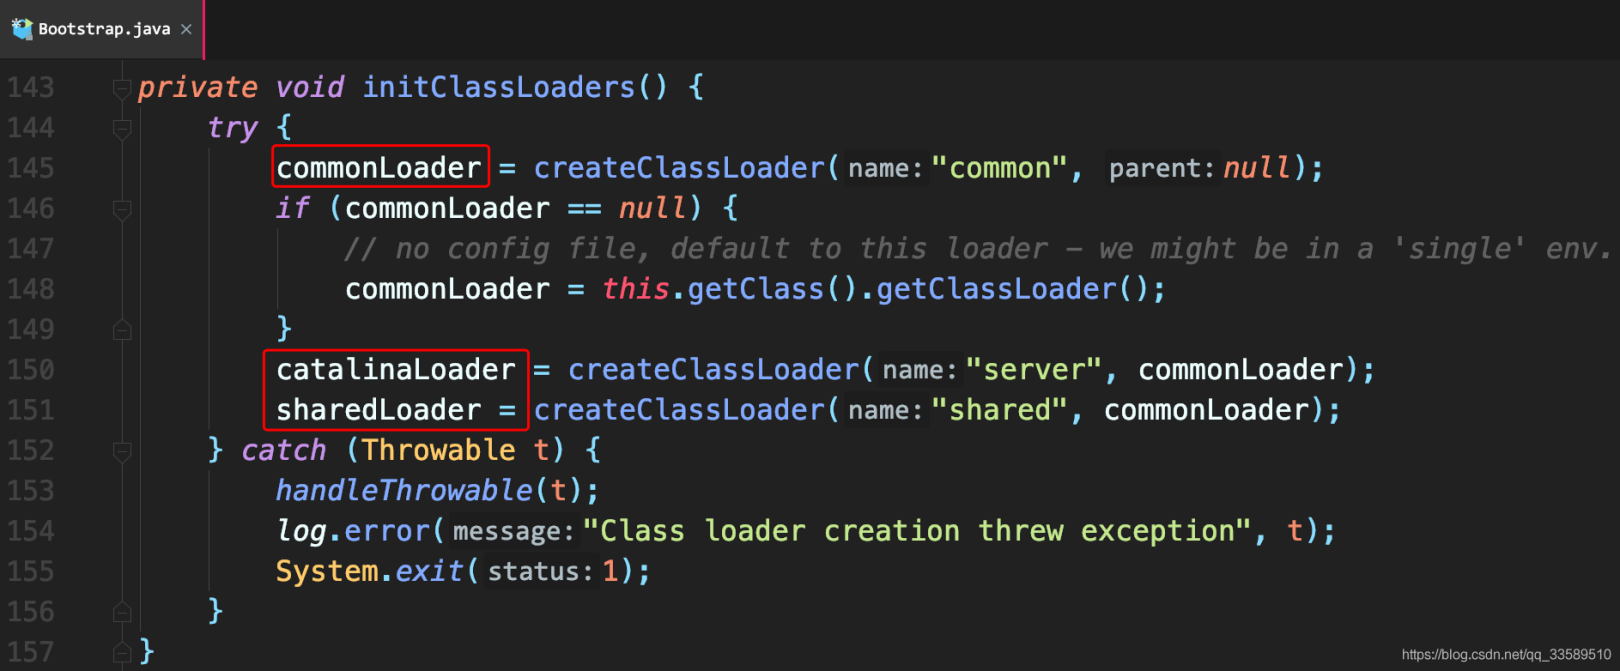 Bootstrap.java ×
143 private void initClassLoaders() {
144 try {
145 commonLoader = createClassLoader( name: "common", parent: null);
146 if (commonLoader == null) {
147 // no config file, default to this loader - we might be in a 'single' env.
148 commonLoader = this.getClass().getClassLoader();
149 }
150 catalinaLoader = createClassLoader( name: "server", commonLoader);
151 sharedLoader = createClassLoader( name: "shared", commonLoader);
152 } catch (Throwable t) {
153 handleThrowable(t);
154 log.error( message: "Class loader creation threw exception", t);
155 System.exit( status: 1);
156 }
157 }
https://blog.csdn.net/qq_33589510